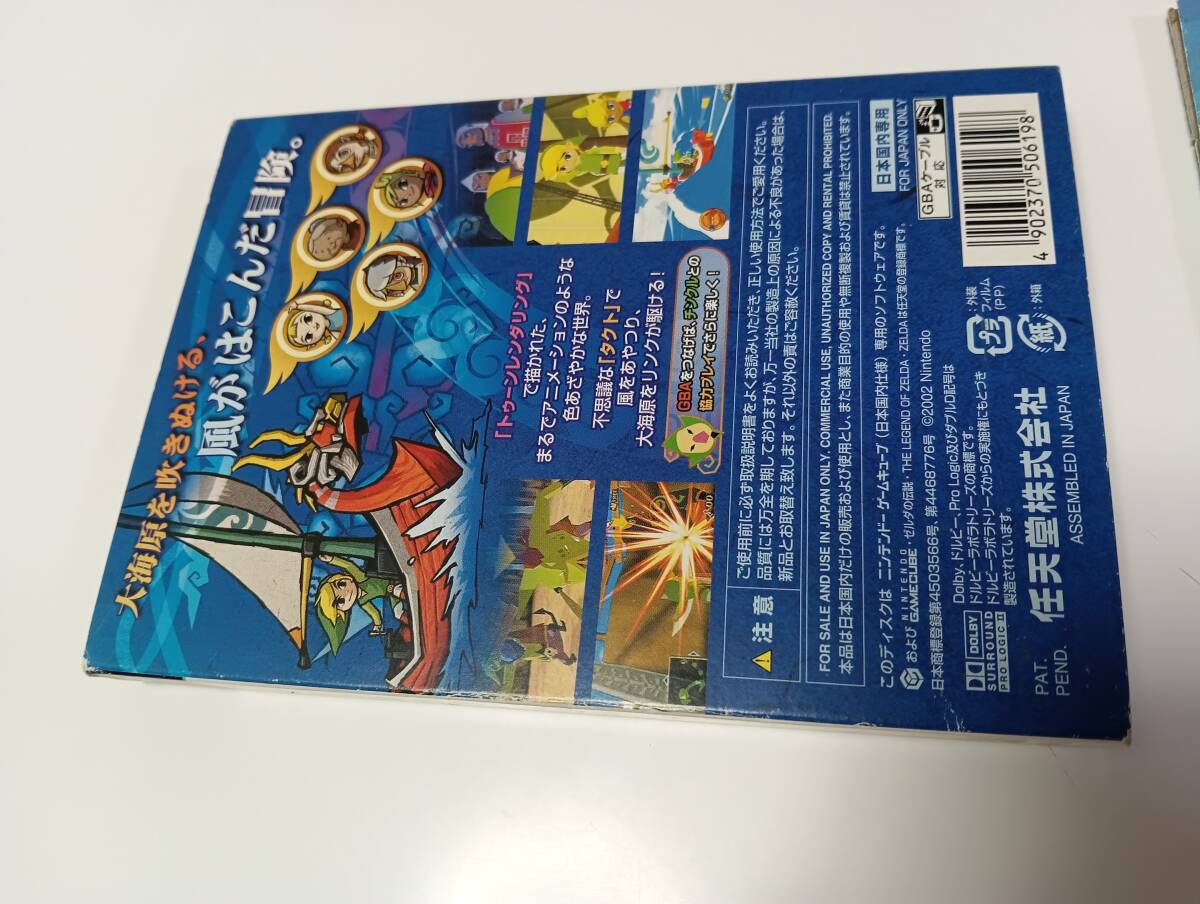 大海原を吹きぬける、
風がはこんだ冒険。
「トゥーンレンダリング」
で描かれた、
まるでアニメーションのような
色あざやかな世界。
不思議な「タクト」で
風をあやつり、
大海原をリンクが駆ける!
GBAをつなげば、チンクルとの
協力プレイでさらに楽しく!
注意
ご使用前に必ず取扱説明書をよくお読みいただき、正しい使用方法でご愛用ください。
品質には万全を期しておりますが、万一当社の製造上の原因による不良があった場合は、
新品とお取替え致します。それ以外の責はご容赦ください。
FOR SALE AND USE IN JAPAN ONLY. COMMERCIAL USE, UNAUTHORIZED COPY AND RENTAL PROHIBITED.
本品は日本国内だけの販売および使用とし、また商業目的の使用や無断複製および賃貸は禁止されています。
このディスクは ニンテンドー ゲームキューブ(日本国内仕様)専用のソフトウェアです。
および NINTENDO GAMECUBE・ゼルダの伝説・THE LEGEND OF ZELDA・ZELDAは任天堂の登録商標です。
日本商標登録第4503566号、第4468776号 ©2002 Nintendo
DOLBY
SURROUND
PRO LOGIC II
Dolby、ドルビー、Pro Logic及びダブルD記号は
ドルビーラボラトリーズの商標です。
ドルビーラボラトリーズからの実施権にもとづき
製造されています。
PAT.
PEND.
任天堂株式会社
ASSEMBLED IN JAPAN
日本国内専用
FOR JAPAN ONLY
GBAケーブル
対応
4 902370 506198
プラ
:外装
フィルム
(PP)
紙
:外箱